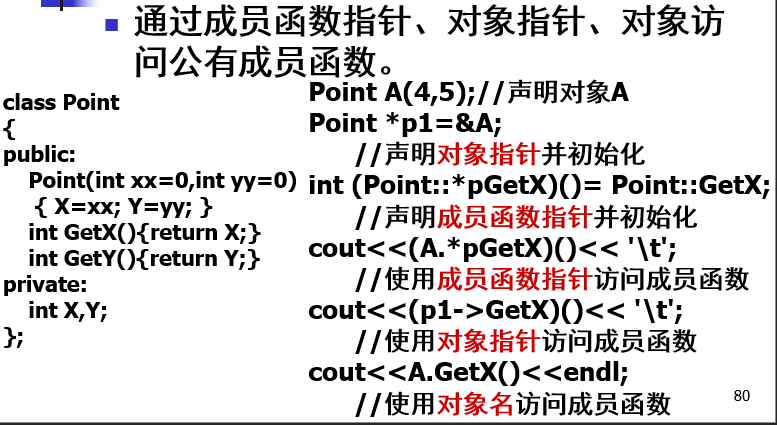 通过成员函数指针、对象指针、对象访
问公有成员函数。
class Point
{
public:
Point(int xx=0,int yy=0)
{ X=xx; Y=yy; }
int GetX(){return X;}
int GetY(){return Y;}
private:
int X,Y;
};
Point A(4,5);//声明对象A
Point *p1=&A;
//声明对象指针并初始化
int (Point::*pGetX)()= Point::GetX;
//声明成员函数指针并初始化
cout<<(A.*pGetX)()<< '\t';
//使用成员函数指针访问成员函数
cout<<(p1->GetX)()<< '\t';
//使用对象指针访问成员函数
cout<<A.GetX()<<endl;
//使用对象名访问成员函数
80